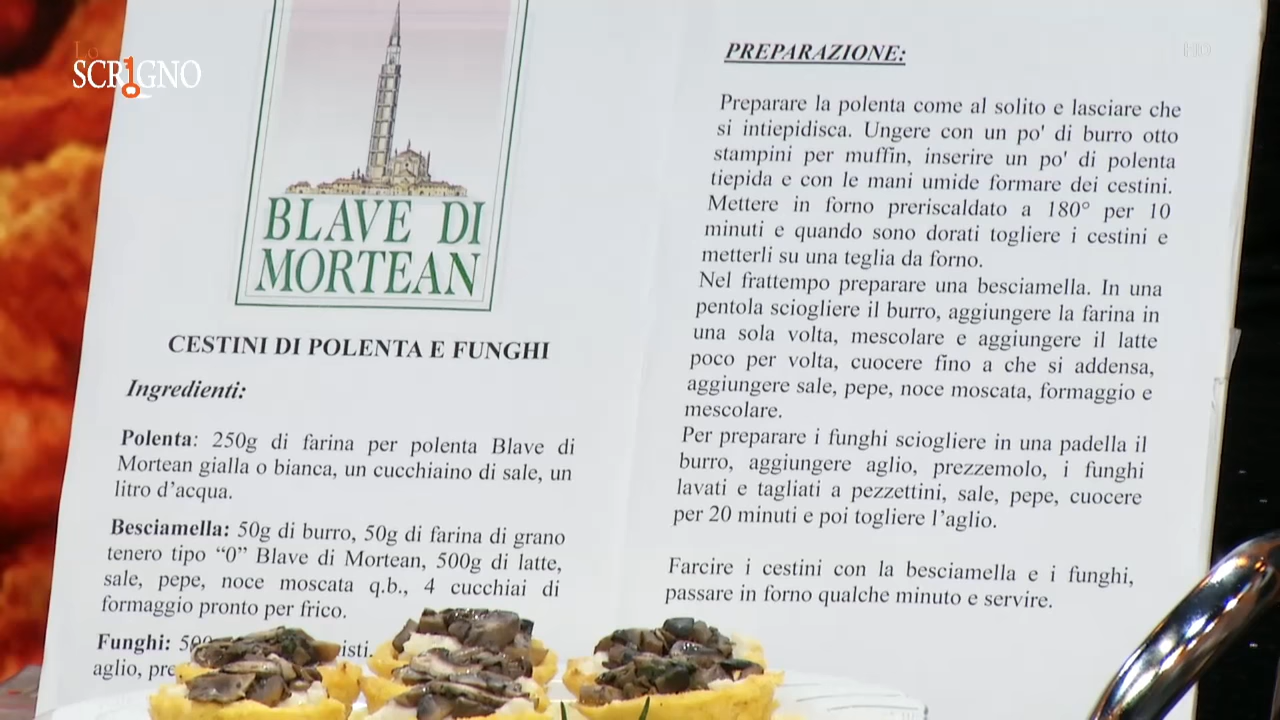 Lo
SCRIGNO
HD
BLAVE DI
MORTEAN
CESTINI DI POLENTA E FUNGHI
Ingredienti:
Polenta: 250g di farina per polenta Blave di
Mortean gialla o bianca, un cucchiaino di sale, un
litro d’acqua.
Besciamella: 50g di burro, 50g di farina di grano
tenero tipo “0” Blave di Mortean, 500g di latte,
sale, pepe, noce moscata q.b., 4 cucchiai di
formaggio pronto per frico.
Funghi:
aglio,
PREPARAZIONE:
Preparare la polenta come al solito e lasciare che
si intiepidisca. Ungere con un po' di burro otto
stampini per muffin, inserire un po' di polenta
tiepida e con le mani umide formare dei cestini.
Mettere in forno preriscaldato a 180° per 10
minuti e quando sono dorati togliere i cestini e
metterli su una teglia da forno.
Nel frattempo preparare una besciamella. In una
pentola sciogliere il burro, aggiungere la farina in
una sola volta, mescolare e aggiungere il latte
poco per volta, cuocere fino a che si addensa,
aggiungere sale, pepe, noce moscata, formaggio e
mescolare.
Per preparare i funghi sciogliere in una padella il
burro, aggiungere aglio, prezzemolo, i funghi
lavati e tagliati a pezzettini, sale, pepe, cuocere
per 20 minuti e poi togliere l’aglio.
Farcire i cestini con la besciamella e i funghi,
passare in forno qualche minuto e servire.